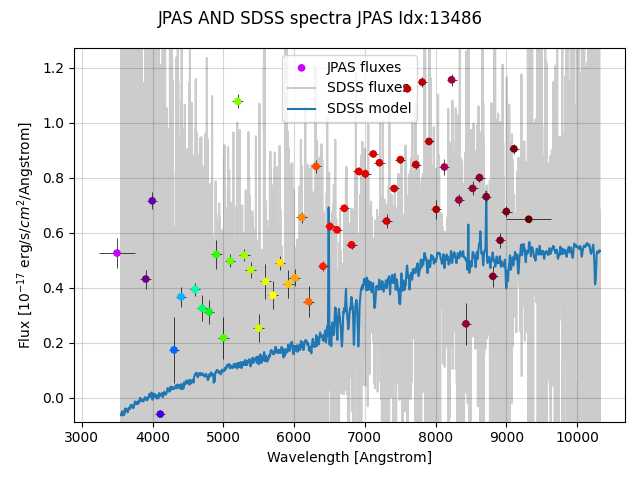 JPAS AND SDSS spectra JPAS Idx:13486
JPAS fluxes
SDSS fluxes
SDSS model
Flux [10⁻¹⁷ erg/s/cm²/Angstrom]
1.2
1.0
0.8
0.6
0.4
0.2
0.0
3000 4000 5000 6000 7000 8000 9000 10000
Wavelength [Angstrom]